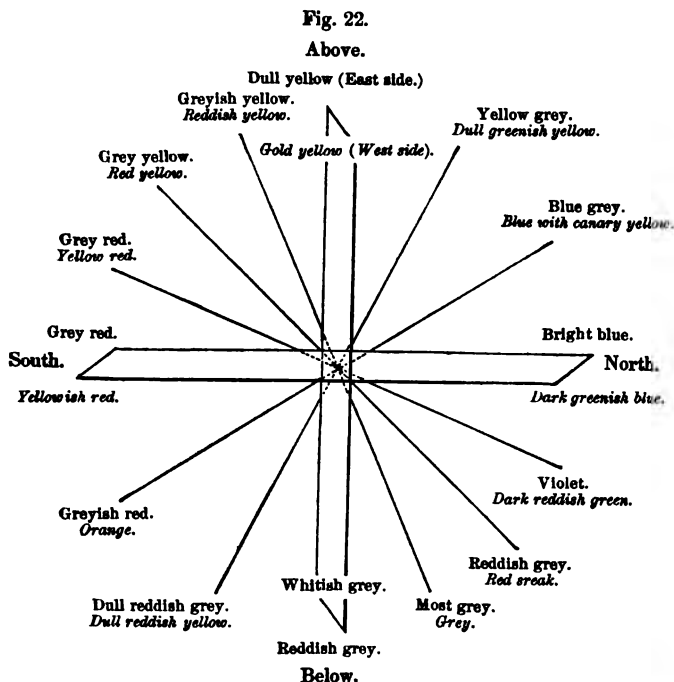 Fig. 22.
Above.
Dull yellow (East side.)
Greyish yellow.
Reddish yellow.
Yellow grey.
Dull greenish yellow.
Gold yellow (West side).
Grey yellow.
Red yellow.
Blue grey.
Blue with canary yellow.
Grey red.
Yellow red.
Grey red.
Bright blue.
South.
North.
Yellowish red.
Dark greenish blue.
Violet.
Dark reddish green.
Greyish red.
Orange.
Reddish grey.
Red sreak.
Whitish grey.
Dull reddish grey.
Dull reddish yellow.
Most grey.
Grey.
Reddish grey.
Below.